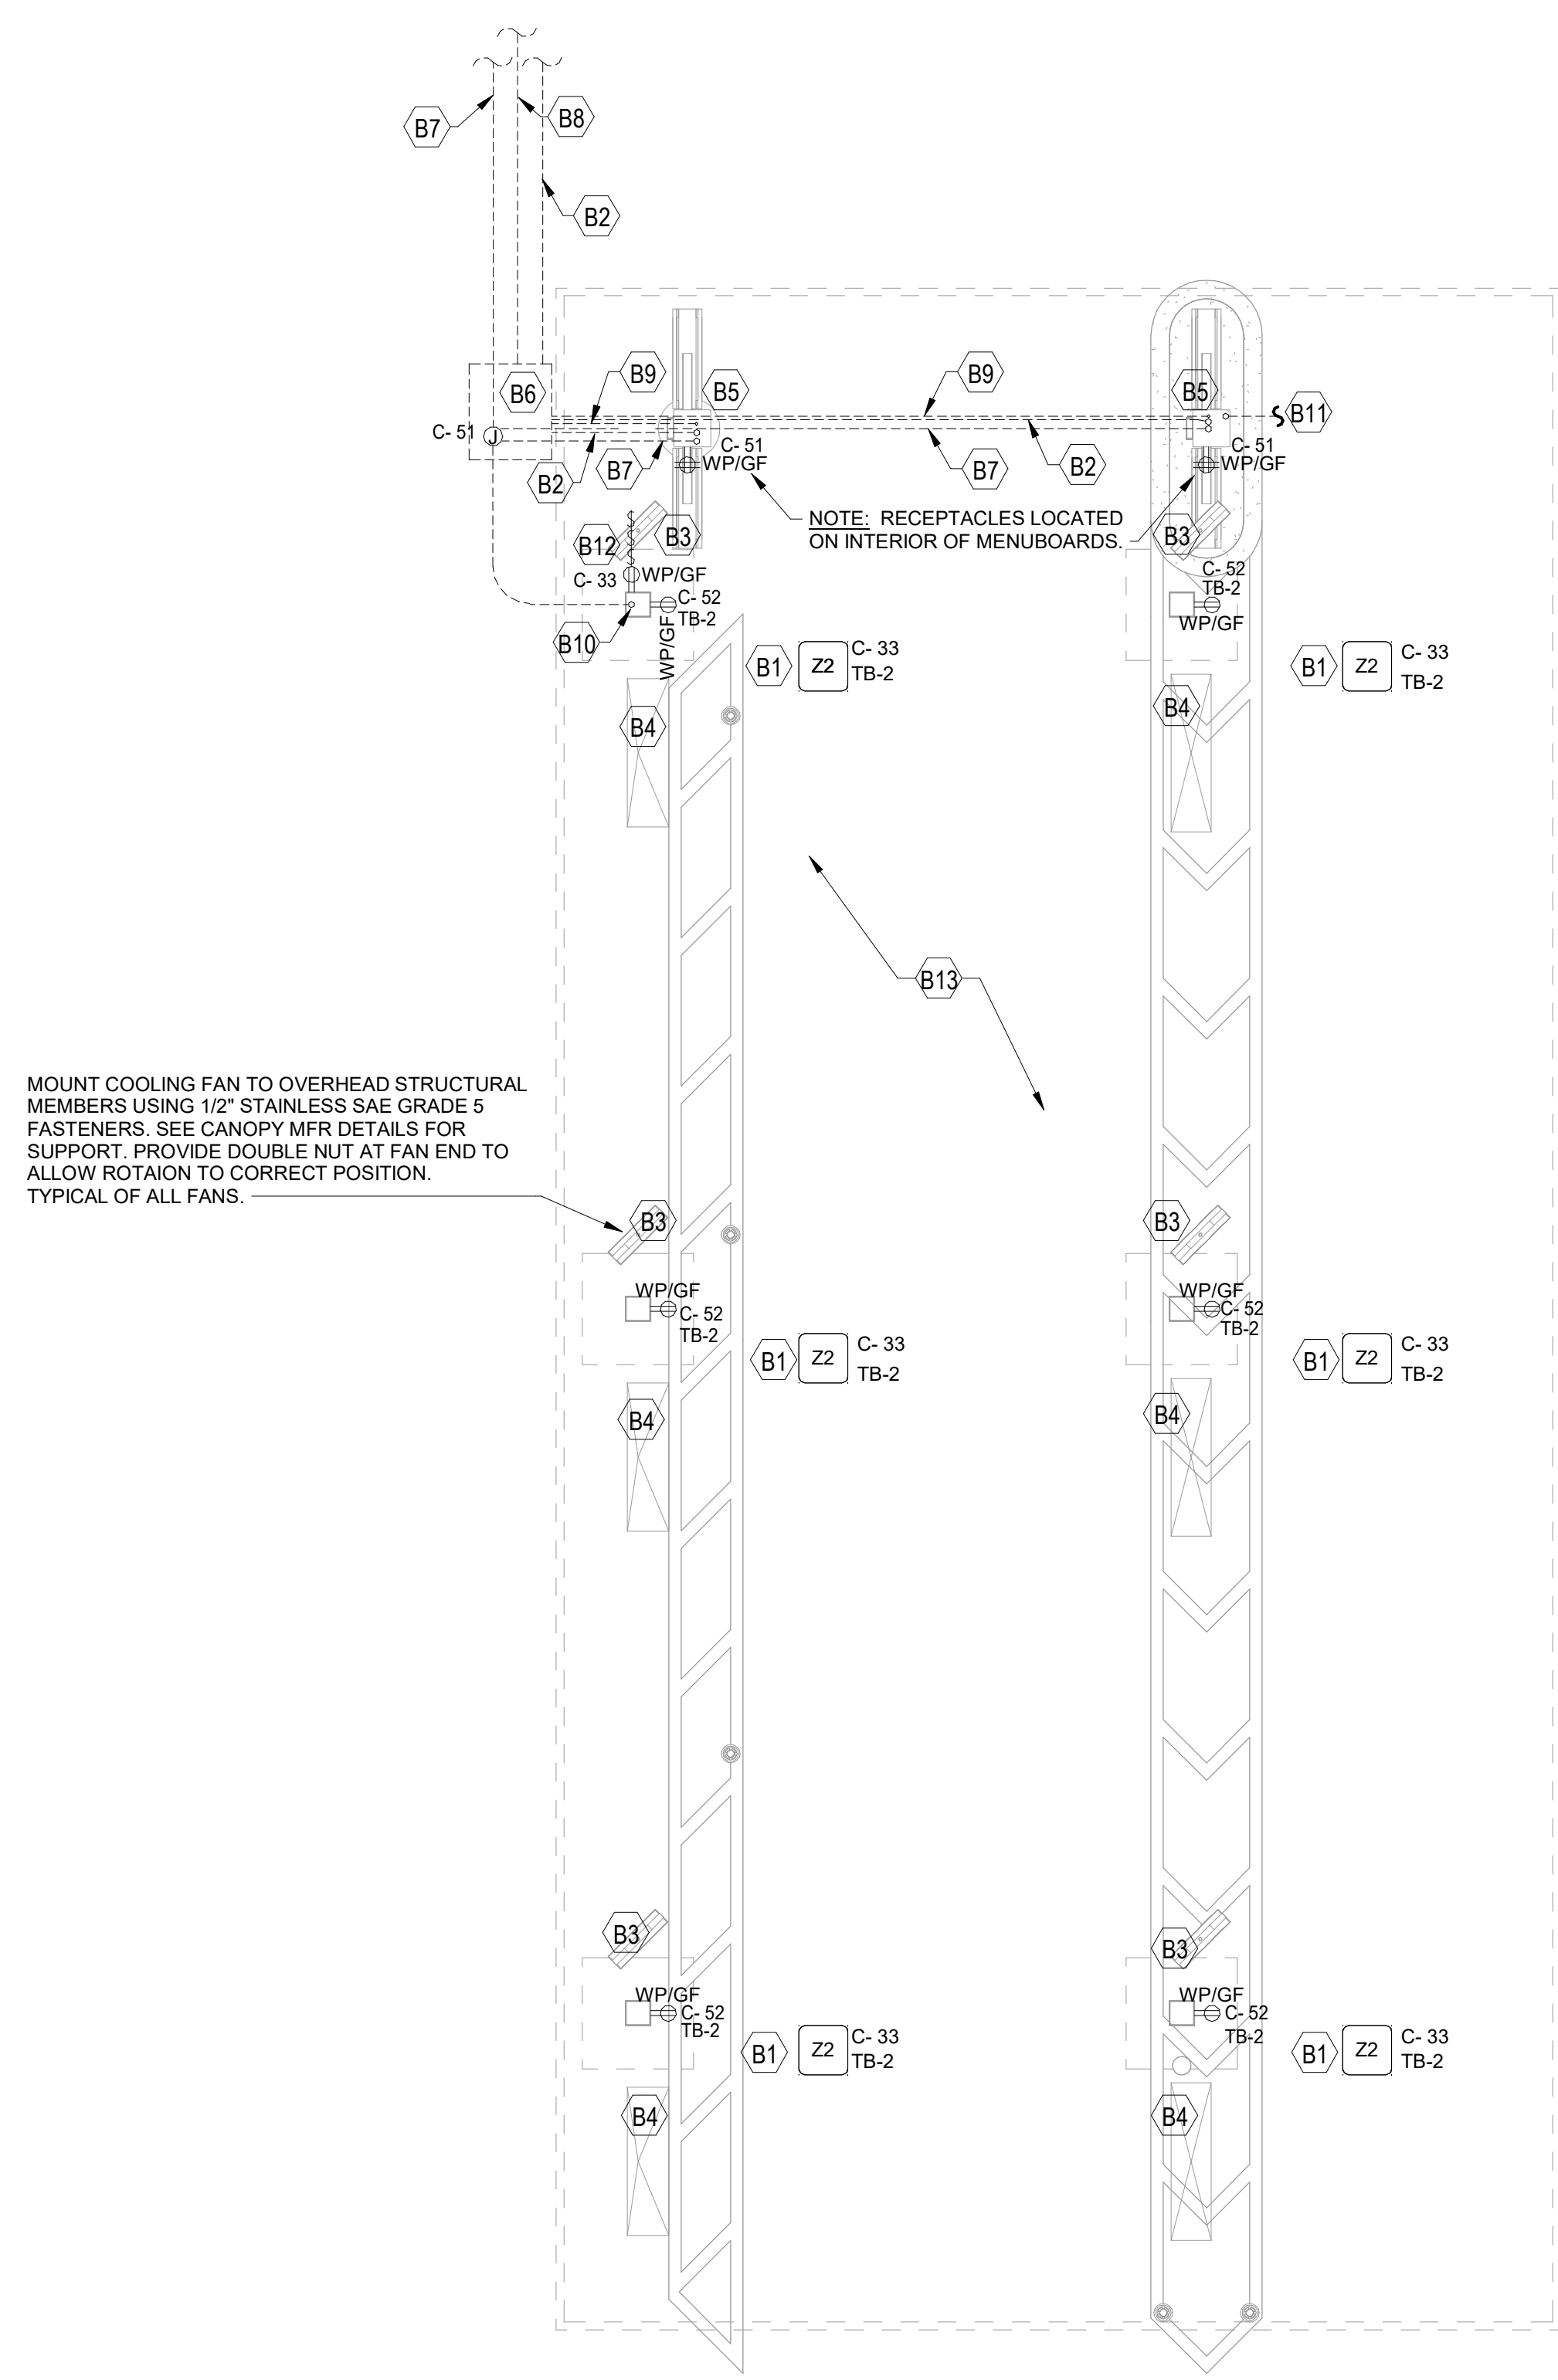 B7
B8
B2
B6
B9
B5
B9
B5
B11
C- 51
J
C- 51
WP/GF
C- 51
WP/GF
B2
B7
B7
B2
NOTE: RECEPTACLES LOCATED
ON INTERIOR OF MENUBOARDS.
B12
B3
B3
C- 33
WP/GF
C- 52
TB-2
WP/GF
B10
C- 52
TB-2
WP/GF
B1
Z2
C- 33
TB-2
B1
Z2
C- 33
TB-2
B4
B4
B13
MOUNT COOLING FAN TO OVERHEAD STRUCTURAL
MEMBERS USING 1/2" STAINLESS SAE GRADE 5
FASTENERS. SEE CANOPY MFR DETAILS FOR
SUPPORT. PROVIDE DOUBLE NUT AT FAN END TO
ALLOW ROTAION TO CORRECT POSITION.
TYPICAL OF ALL FANS.
B3
B3
WP/GF
C- 52
TB-2
WP/GF
C- 52
TB-2
B1
Z2
C- 33
TB-2
B1
Z2
C- 33
TB-2
B4
B4
B3
B3
WP/GF
C- 52
TB-2
WP/GF
C- 52
TB-2
B1
Z2
C- 33
TB-2
B1
Z2
C- 33
TB-2
B4
B4